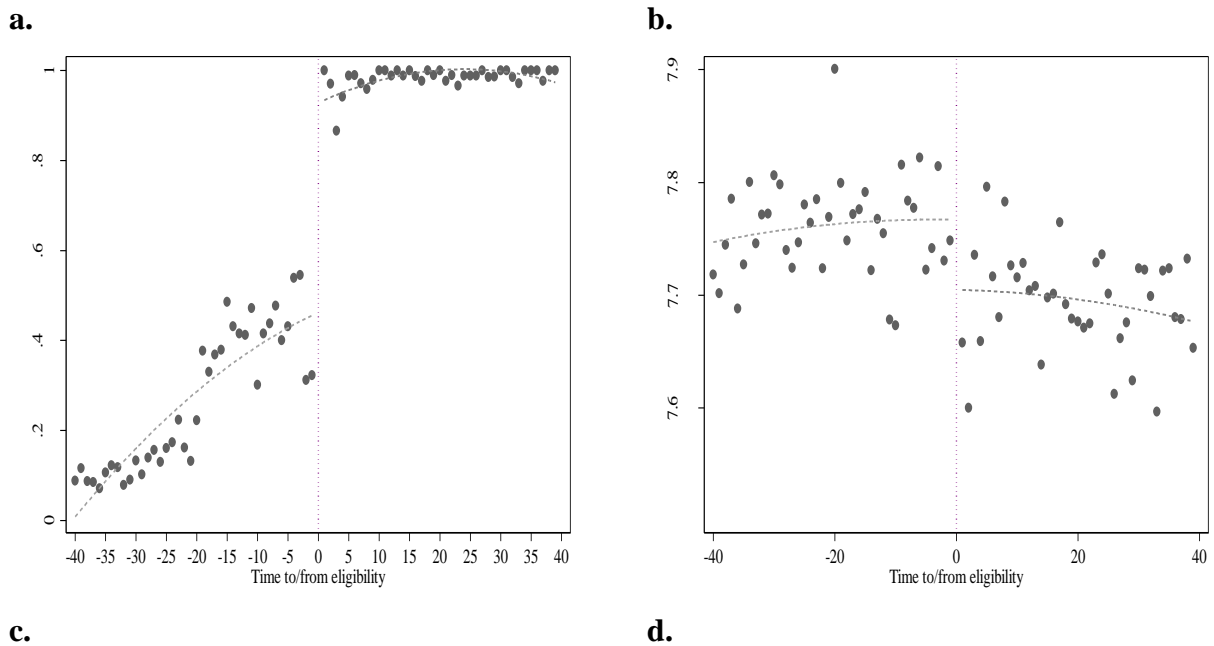 a.
b.
1
.8
.6
.4
.2
0
-40 -35 -30 -25 -20 -15 -10 -5 0 5 10 15 20 25 30 35 40 39
Time to/from eligibility
7.9
7.8
7.7
7.6
-40 -20 0 20 40
Time to/from eligibility
c.
d.